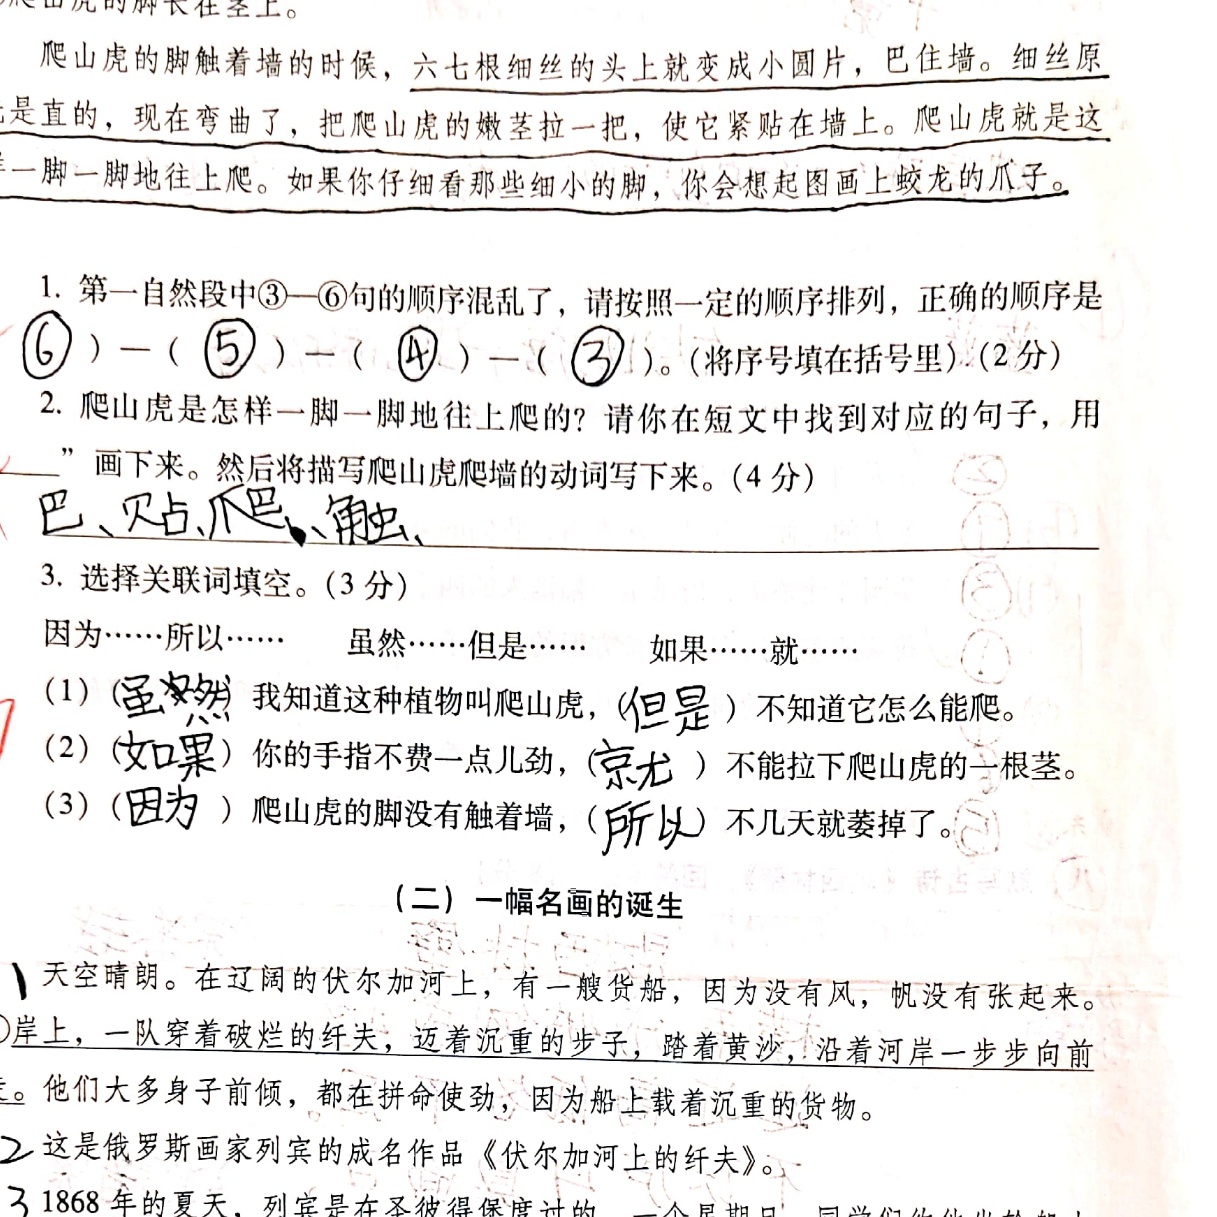 爬山虎的脚长在茎上。
爬山虎的脚触着墙的时候，六七根细丝的头上就变成小圆片，巴住墙。细丝原
是直的，现在弯曲了，把爬山虎的嫩茎拉一把，使它紧贴在墙上。爬山虎就是这
一脚一脚地往上爬。如果你仔细看那些细小的脚，你会想起图画上蛟龙的爪子。
1. 第一自然段中③—⑥句的顺序混乱了，请按照一定的顺序排列，正确的顺序是
⑥）—（⑤）—（④）—（③）。（将序号填在括号里）（2分）
2. 爬山虎是怎样一脚一脚地往上爬的？请你在短文中找到对应的句子，用
”画下来。然后将描写爬山虎爬墙的动词写下来。（4分）
巴、贴、爬、触、
3. 选择关联词填空。（3分）
因为……所以…… 虽然……但是…… 如果……就……
（1）（虽然）我知道这种植物叫爬山虎，（但是）不知道它怎么能爬。
（2）（如果）你的手指不费一点儿劲，（就）不能拉下爬山虎的一根茎。
（3）（因为）爬山虎的脚没有触着墙，（所以）不几天就萎掉了。
（二）一幅名画的诞生
1 天空晴朗。在辽阔的伏尔加河上，有一艘货船，因为没有风，帆没有张起来。
岸上，一队穿着破烂的纤夫，迈着沉重的步子，踏着黄沙，沿着河岸一步步向前
。他们大多身子前倾，都在拼命使劲，因为船上载着沉重的货物。
2 这是俄罗斯画家列宾的成名作品《伏尔加河上的纤夫》。
3 1868年的夏天，列宾是在圣彼得堡度过的。一个星期日，同学们约他坐轮船